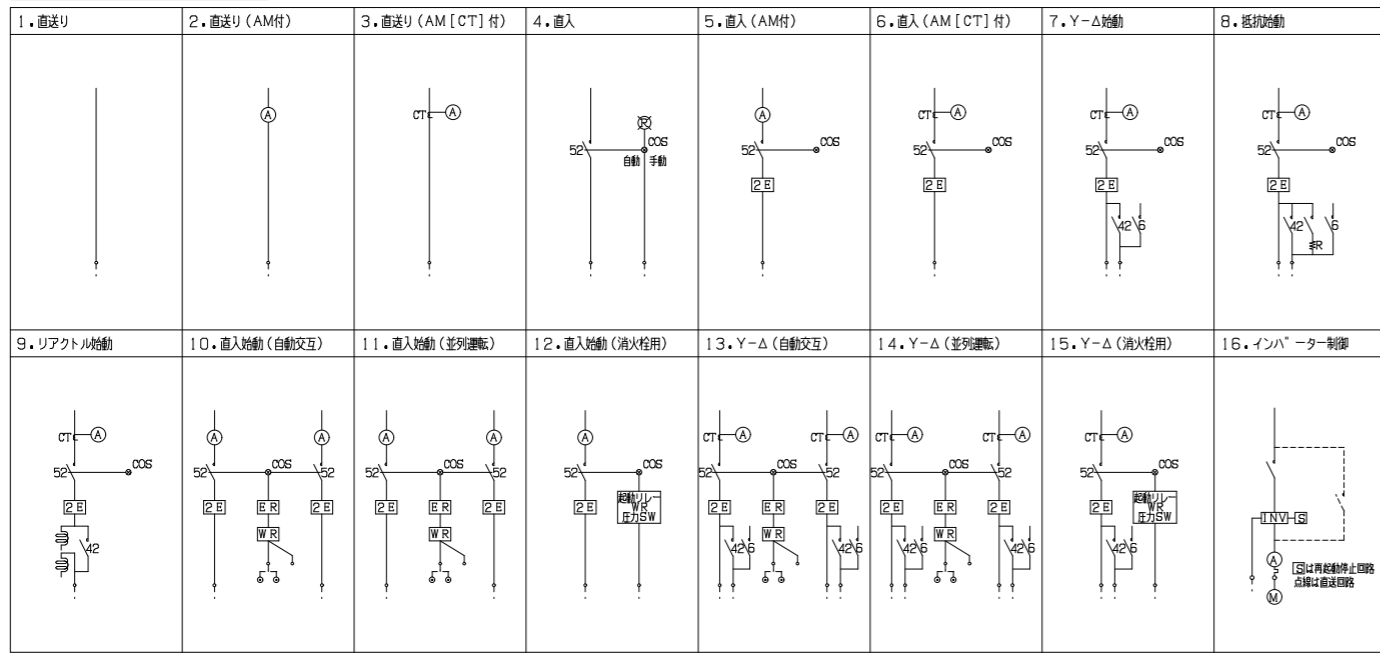 1.直送り
2.直送り(AM付)
3.直送り(AM[CT]付)
4.直入
5.直入(AM付)
6.直入(AM[CT]付)
7.Y-Δ始動
8.抵抗始動
A
CT A
R
52 COS
自動 手動
A
52 COS
2E
CT A
52 COS
2E
CT A
52 COS
2E
42 6
CT A
52 COS
2E
42 6
R
9.リアクトル始動
10.直入始動(自動交互)
11.直入始動(並列運転)
12.直入始動(消火栓用)
13.Y-Δ(自動交互)
14.Y-Δ(並列運転)
15.Y-Δ(消火栓用)
16.インバーター制御
CT A
52 COS
2E
42
A A
52 COS 52
2E ER 2E
WR
A A
52 COS 52
2E ER 2E
WR
A
52 COS
2E
起動リレー
WR
圧力SW
CT A CT A
52 COS 52
2E ER 2E
42 6 WR 42 6
CT A CT A
52 COS 52
2E ER 2E
42 6 WR 42 6
CT A
52 COS
2E
起動リレー
WR
圧力SW
42 6
INV S
A
M
Sは再起動停止回路
点線は直送回路